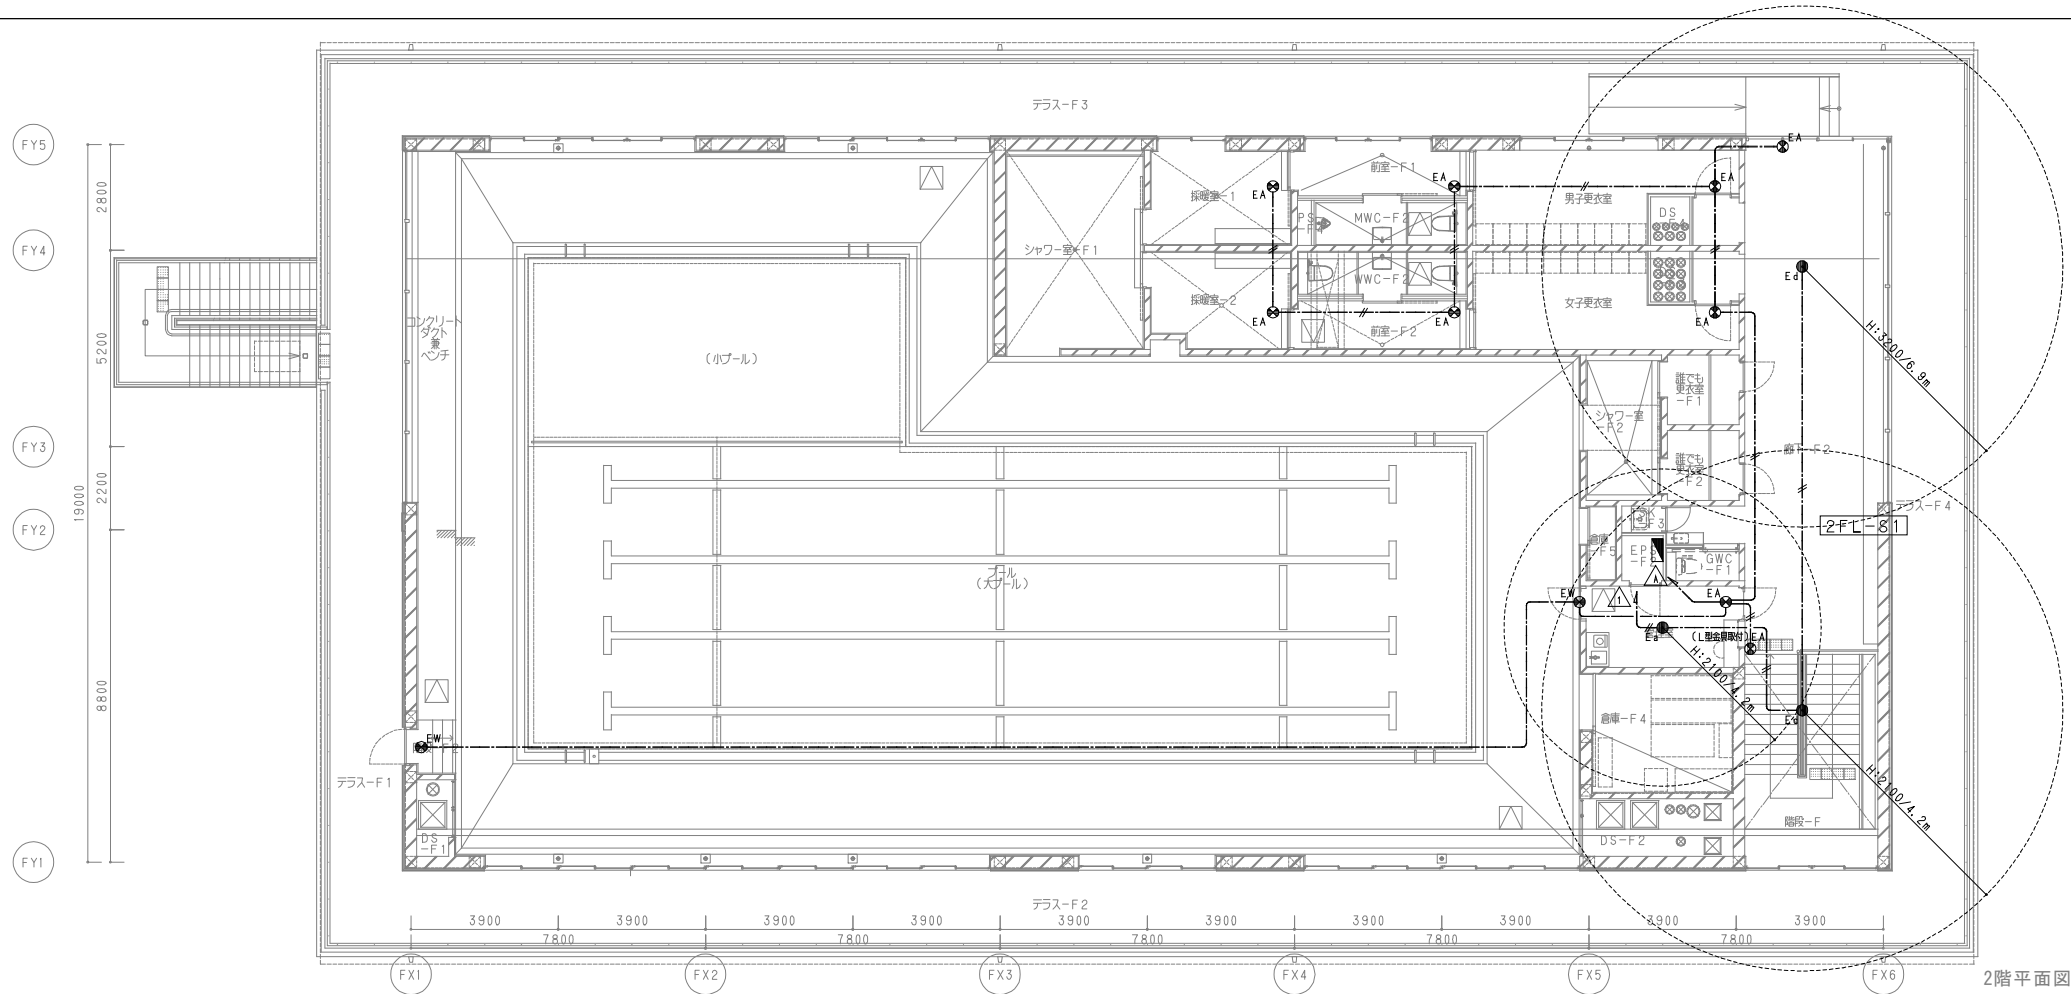 テラス-F3
FY5
FY4
FY3
FY2
FY1
2800
5200
2200
8800
19000
コンクリート
ダクト
兼
ベンチ
(小プール)
プール
(大プール)
シャワー室-F1
採暖室-1
採暖室-2
EA
EA
前室-F1
EA
PS
MWC-F2
WWC-F2
前室-F2
EA
男子更衣室
女子更衣室
DS
EA
EA
EA
Ed
H:3200/6.9m
シャワー室
-F2
誰でも
更衣室
-F1
誰でも
更衣室
-F2
廊下-F2
テラス-F4
2FL-S1
倉庫
-F5
EPS
GWC
-F1
A
1
EW
EA
(L型金具取付)EA
H:2100/4.2m
倉庫-F4
H:2100/4.2m
階段-F
DS-F2
EW
テラス-F1
DS
-F1
テラス-F2
3900
3900
3900
3900
3900
3900
3900
3900
3900
3900
7800
7800
7800
7800
7800
FX1
FX2
FX3
FX4
FX5
FX6
2階平面図